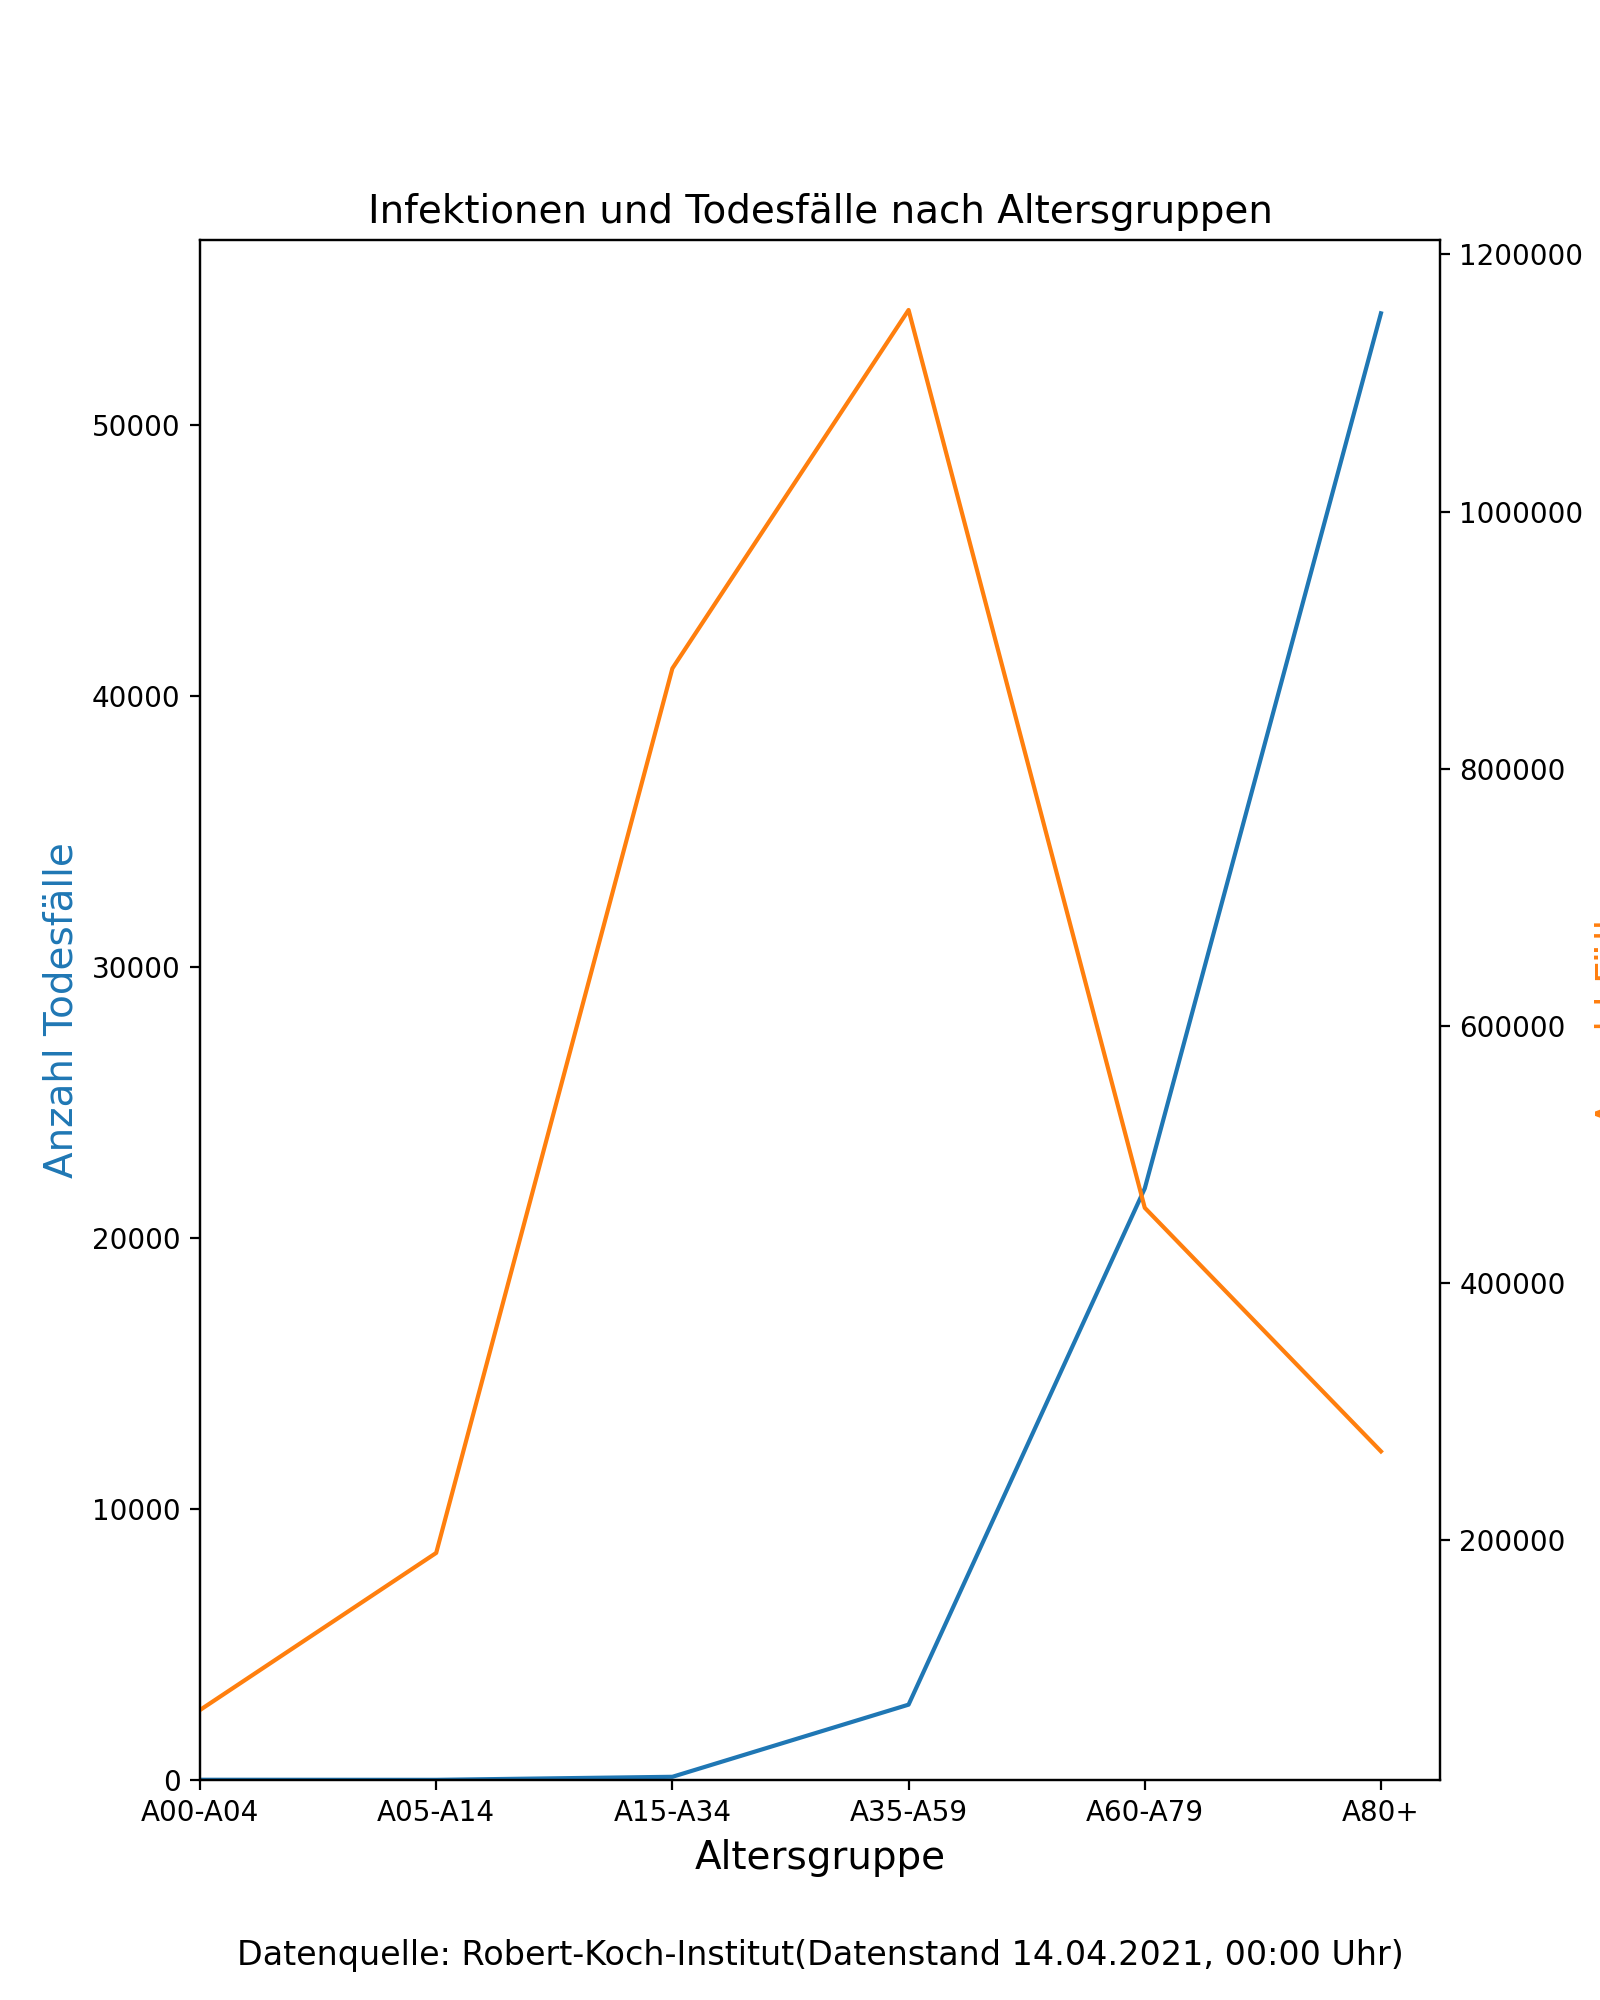 Infektionen und Todesfälle nach Altersgruppen
1200000
1000000
800000
600000
400000
200000
50000
40000
30000
20000
10000
0
Anzahl Todesfälle
A00-A04 A05-A14 A15-A34 A35-A59 A60-A79 A80+
Altersgruppe
Datenquelle: Robert-Koch-Institut(Datenstand 14.04.2021, 00:00 Uhr)